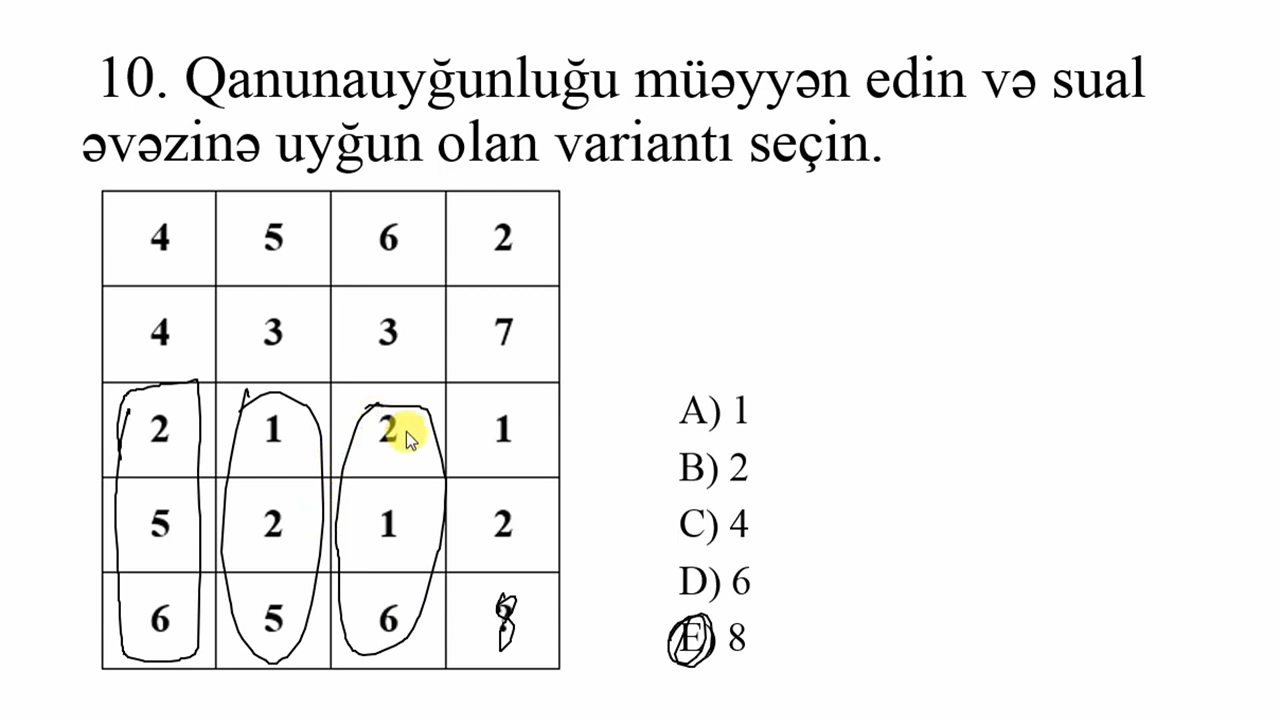 10. Qanunauyğunluğu müəyyən edin və sual
əvəzinə uyğun olan variantı seçin.
4 5 6 2
4 3 3 7
2 1 2 1
5 2 1 2
6 5 6 8
A) 1
B) 2
C) 4
D) 6
E) 8